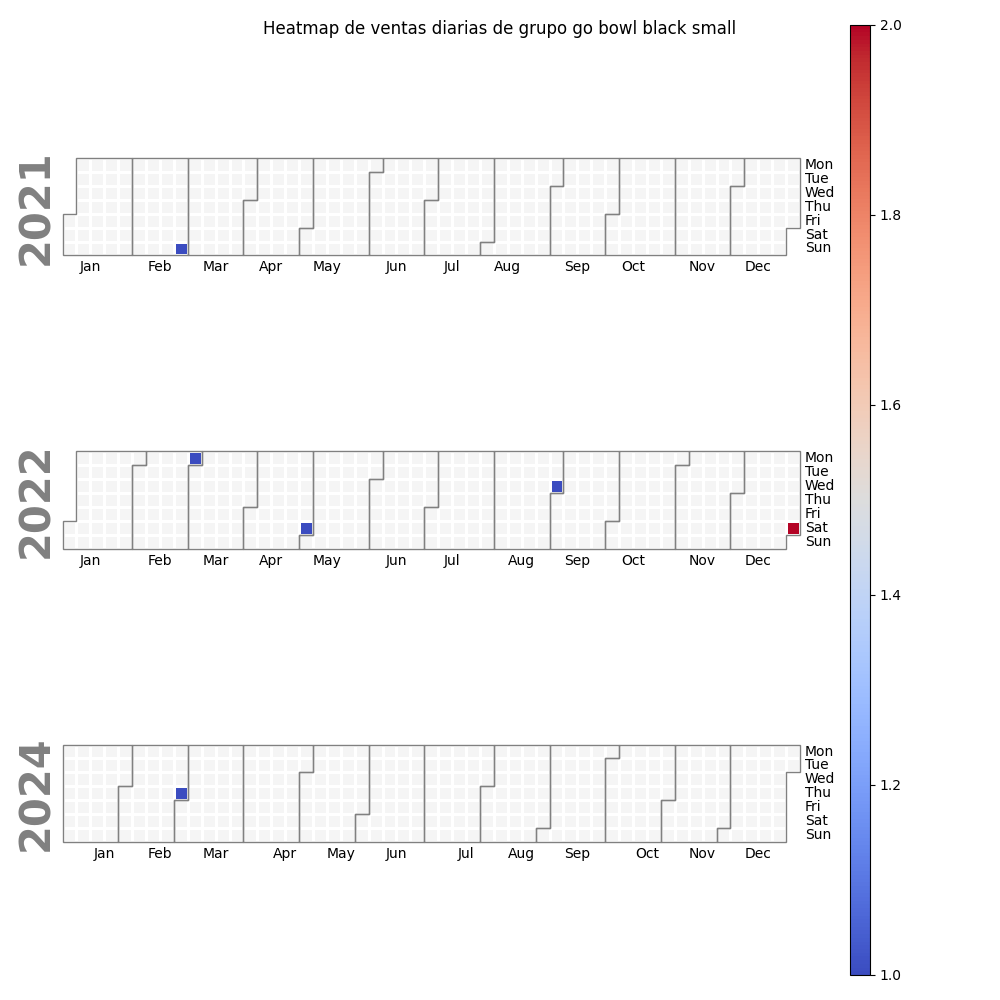 Heatmap de ventas diarias de grupo go bowl black small
2021
Mon
Tue
Wed
Thu
Fri
Sat
Sun
Jan Feb Mar Apr May Jun Jul Aug Sep Oct Nov Dec
2022
Mon
Tue
Wed
Thu
Fri
Sat
Sun
Jan Feb Mar Apr May Jun Jul Aug Sep Oct Nov Dec
2024
Mon
Tue
Wed
Thu
Fri
Sat
Sun
Jan Feb Mar Apr May Jun Jul Aug Sep Oct Nov Dec
2.0
1.8
1.6
1.4
1.2
1.0